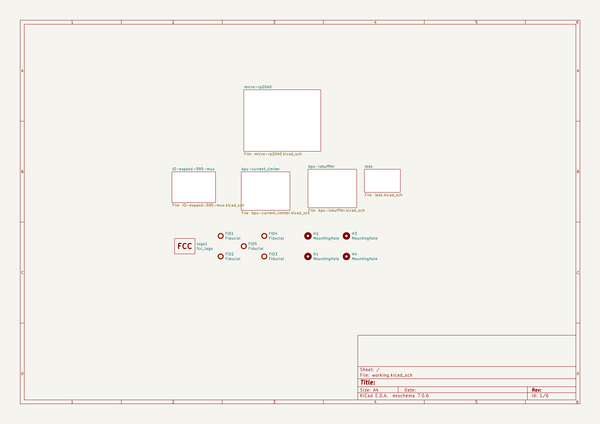 1 2 3 4 5 6
A
micro-rp2040
File: micro-rp2040.kicad_sch
B
IO-expand-595-mux
bpu-current_limiter
bpu-iobuffer
leds
File: IO-expand-595-mux.kicad_sch
File: bpu-current_limiter.kicad_sch
File: bpu-iobuffer.kicad_sch
File: leds.kicad_sch
FCC
logo1
fcc_logo
FID1
Fiducial
FID4
Fiducial
H2
MountingHole
H3
MountingHole
FID5
Fiducial
FID2
Fiducial
FID3
Fiducial
H1
MountingHole
H4
MountingHole
C
Sheet: /
File: working.kicad_sch
Title:
Size: A4 Date: Rev:
KiCad E.D.A. eeschema 7.0.6 Id: 1/6
D
1 2 3 4 5 6